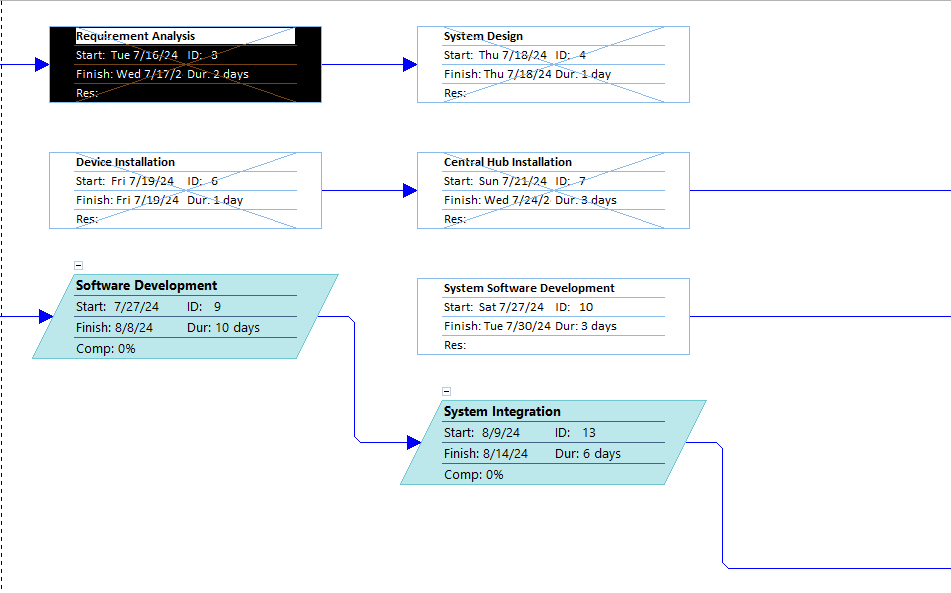 Requirement Analysis
Start: Tue 7/16/24 ID: 3
Finish: Wed 7/17/2 Dur: 2 days
Res:
System Design
Start: Thu 7/18/24 ID: 4
Finish: Thu 7/18/24 Dur: 1 day
Res:
Device Installation
Start: Fri 7/19/24 ID: 6
Finish: Fri 7/19/24 Dur: 1 day
Res:
Central Hub Installation
Start: Sun 7/21/24 ID: 7
Finish: Wed 7/24/2 Dur: 3 days
Res:
Software Development
Start: 7/27/24 ID: 9
Finish: 8/8/24 Dur: 10 days
Comp: 0%
System Software Development
Start: Sat 7/27/24 ID: 10
Finish: Tue 7/30/24 Dur: 3 days
Res:
System Integration
Start: 8/9/24 ID: 13
Finish: 8/14/24 Dur: 6 days
Comp: 0%